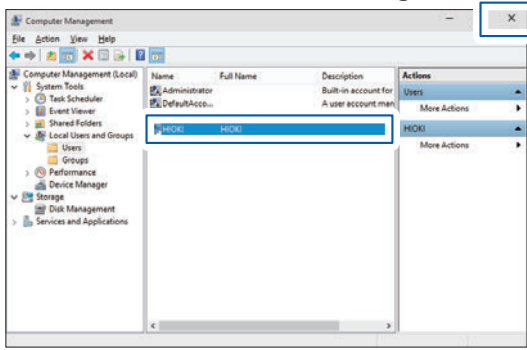 Computer Management
File Action View Help
Computer Management (Local)
System Tools
Task Scheduler
Event Viewer
Shared Folders
Local Users and Groups
Users
Groups
Performance
Device Manager
Storage
Disk Management
Services and Applications
Name Full Name Description
Administrator Built-in account for
DefaultAcco... A user account man
HIOKI HIOKI
Actions
Users
More Actions
HIOKI
More Actions